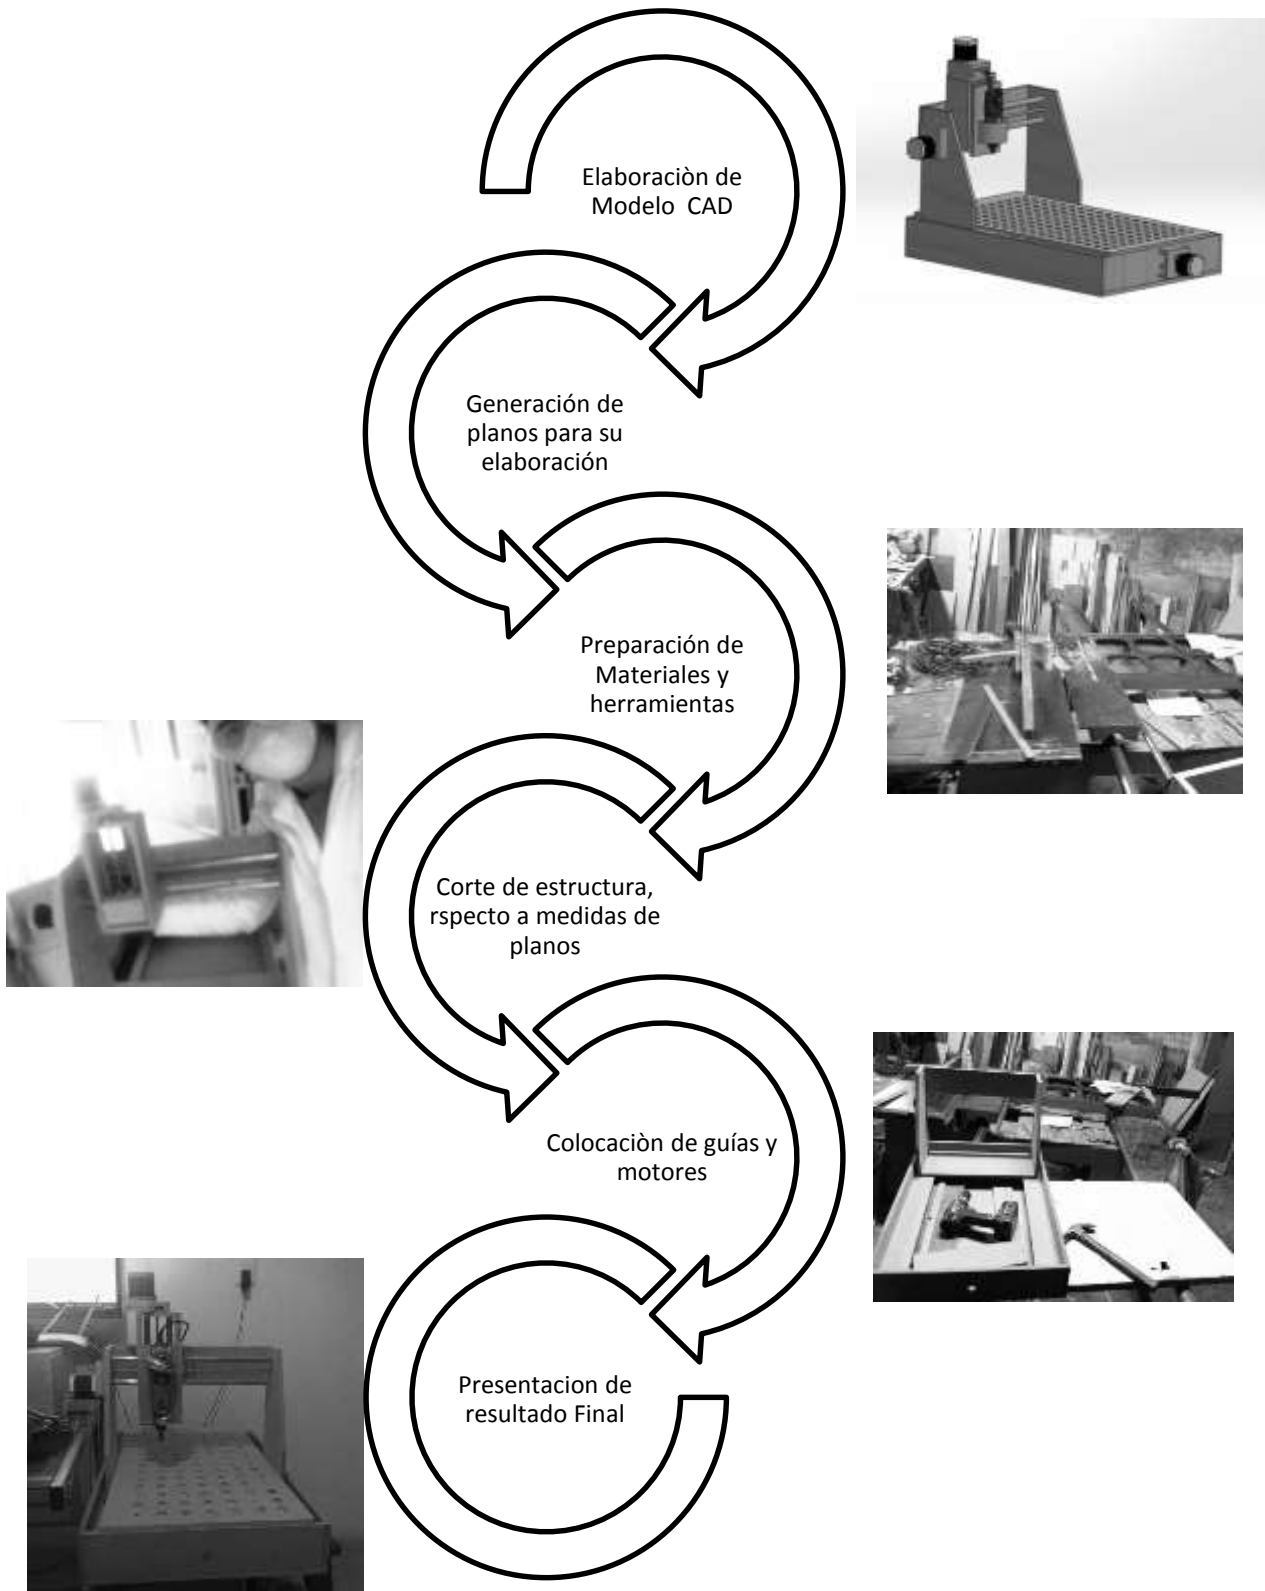 Elaboraciòn de
Modelo CAD
Generación de
planos para su
elaboración
Preparación de
Materiales y
herramientas
Corte de estructura,
rspecto a medidas de
planos
Colocaciòn de guías y
motores
Presentacion de
resultado Final